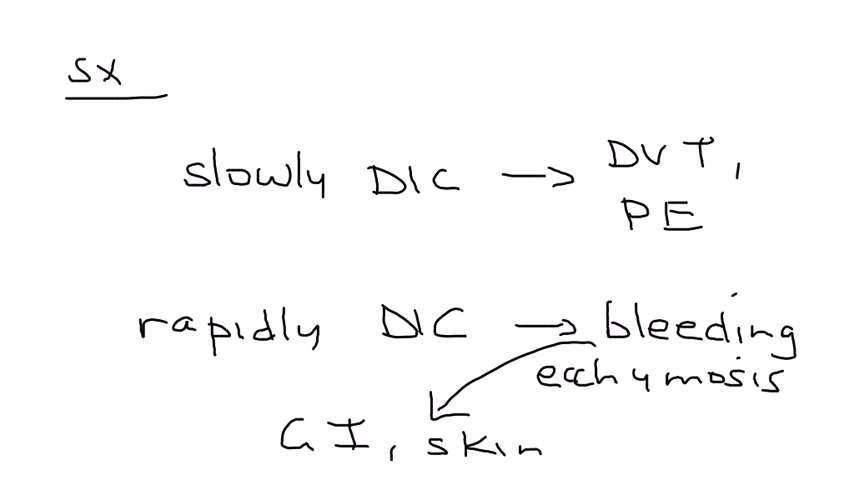 sx
slowly DIC → DVT,
PE
rapidly DIC → bleeding
ecchymosis
GI, skin